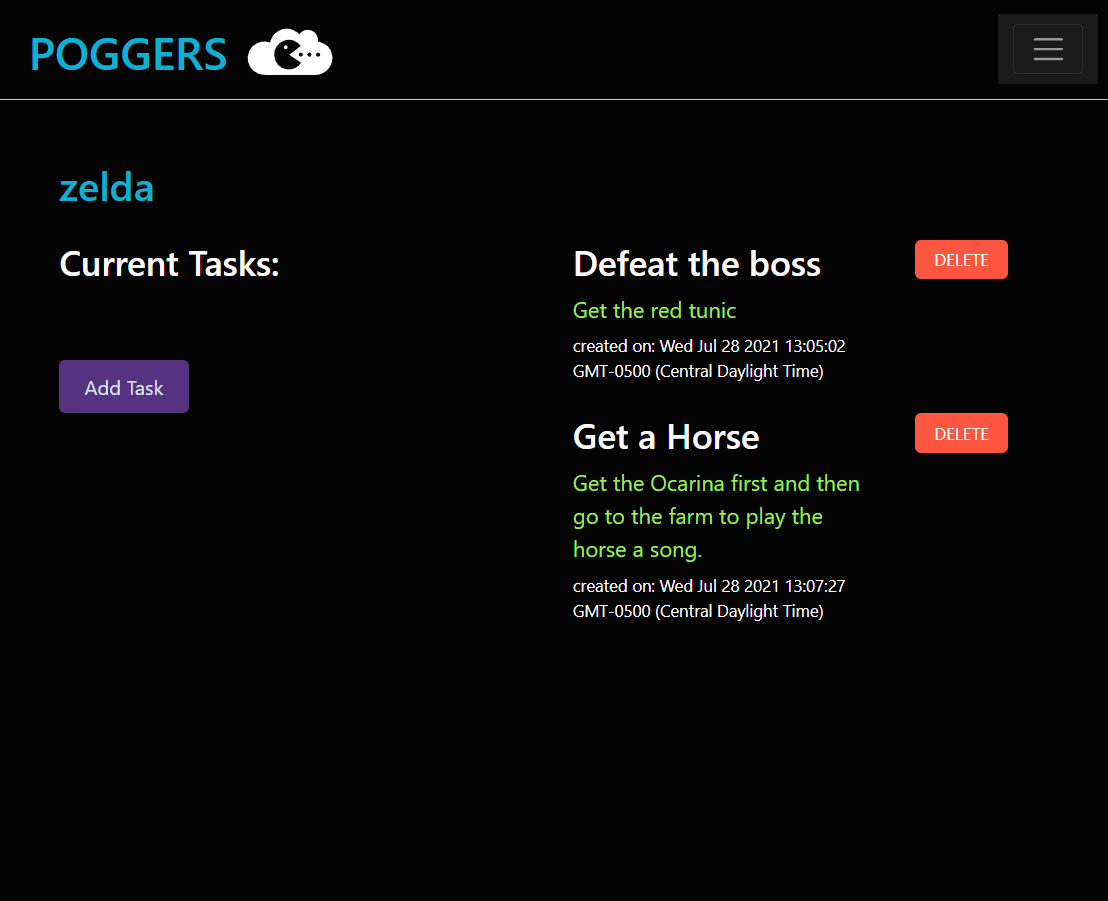 POGGERS
zelda
Current Tasks:
Add Task
Defeat the boss
DELETE
Get the red tunic
created on: Wed Jul 28 2021 13:05:02
GMT-0500 (Central Daylight Time)
Get a Horse
DELETE
Get the Ocarina first and then
go to the farm to play the
horse a song.
created on: Wed Jul 28 2021 13:07:27
GMT-0500 (Central Daylight Time)